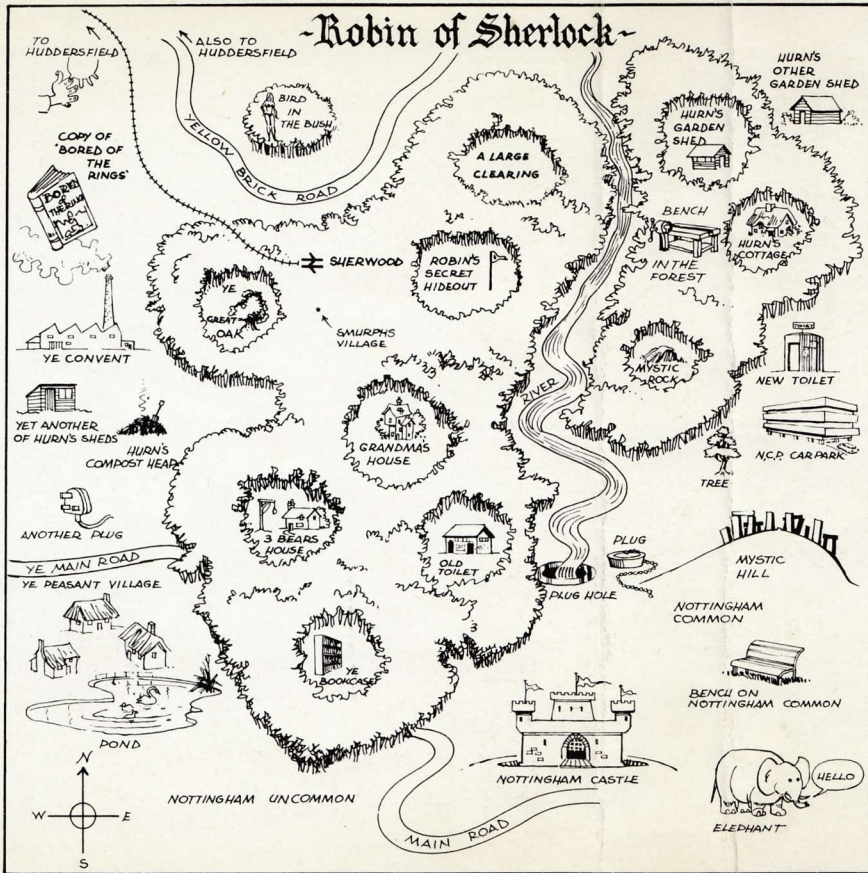 -Robin of Sherlock-
TO
HUDDERSFIELD
ALSO TO
HUDDERSFIELD
HURN'S
OTHER
GARDEN SHED
BIRD
IN
THE BUSH
HURN'S
GARDEN
SHED
COPY OF
'BORED OF
THE
RINGS'
YELLOW BRICK ROAD
A LARGE
CLEARING
BORED
OF
THE RINGS
BENCH
IN THE
FOREST
HURN'S
COTTAGE
SHERWOOD
ROBIN'S
SECRET
HIDEOUT
YE
GREAT
OAK
SMURPHS
VILLAGE
YE CONVENT
RIVER
MYSTIC
ROCK
TOILET
NEW TOILET
YET ANOTHER
OF HURN'S SHEDS
HURN'S
COMPOST HEAP
GRANDMA'S
HOUSE
TREE
N.C.P. CAR PARK
ANOTHER PLUG
3 BEARS
HOUSE
OLD
TOILET
PLUG
MYSTIC
HILL
YE MAIN ROAD
YE PEASANT VILLAGE
PLUG HOLE
NOTTINGHAM
COMMON
YE
BOOKCASE
BENCH ON
NOTTINGHAM COMMON
POND
NOTTINGHAM CASTLE
N
W
E
S
NOTTINGHAM UNCOMMON
MAIN ROAD
HELLO
ELEPHANT